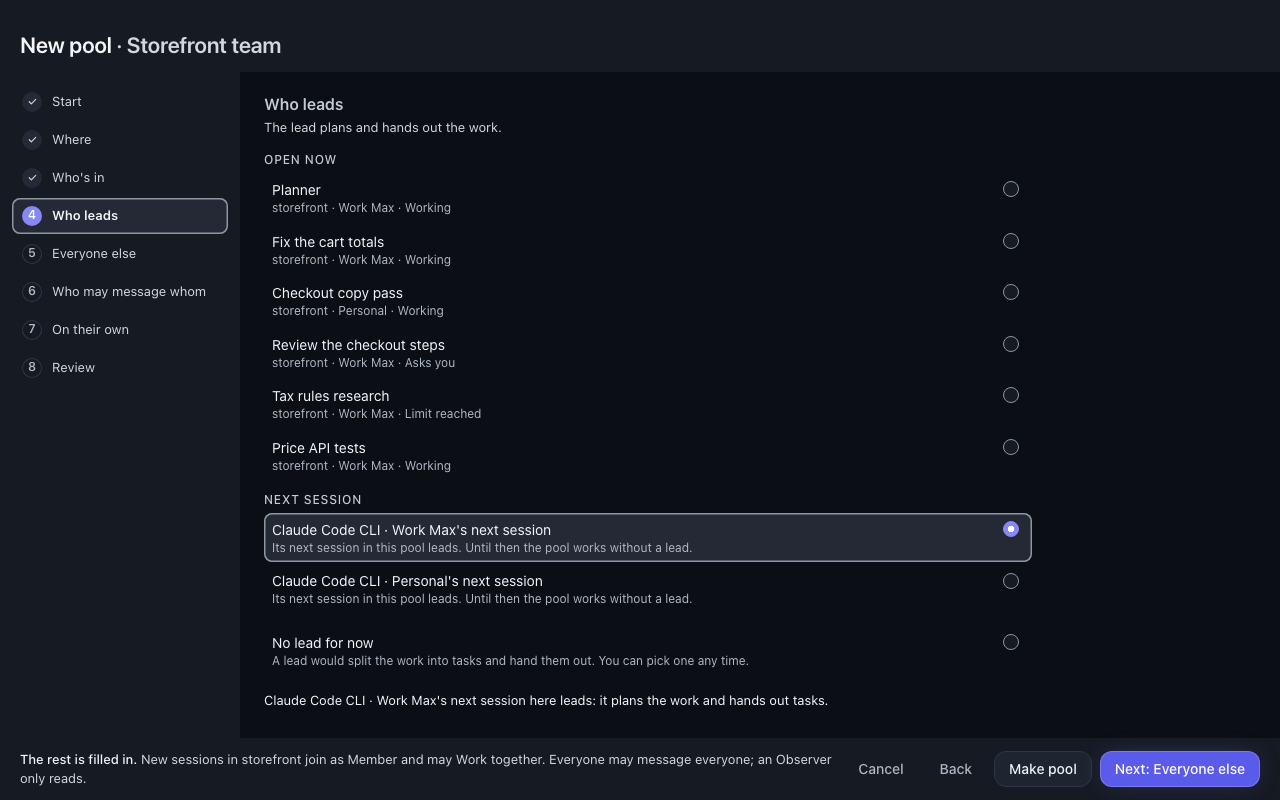 New pool · Storefront team
Start
Where
Who's in
4 Who leads
5 Everyone else
6 Who may message whom
7 On their own
8 Review
Who leads
The lead plans and hands out the work.
OPEN NOW
Planner
storefront · Work Max · Working
Fix the cart totals
storefront · Work Max · Working
Checkout copy pass
storefront · Personal · Working
Review the checkout steps
storefront · Work Max · Asks you
Tax rules research
storefront · Work Max · Limit reached
Price API tests
storefront · Work Max · Working
NEXT SESSION
Claude Code CLI · Work Max's next session
Its next session in this pool leads. Until then the pool works without a lead.
Claude Code CLI · Personal's next session
Its next session in this pool leads. Until then the pool works without a lead.
No lead for now
A lead would split the work into tasks and hand them out. You can pick one any time.
Claude Code CLI · Work Max's next session here leads: it plans the work and hands out tasks.
The rest is filled in. New sessions in storefront join as Member and may Work together. Everyone may message everyone; an Observer
only reads.
Cancel
Back
Make pool
Next: Everyone else